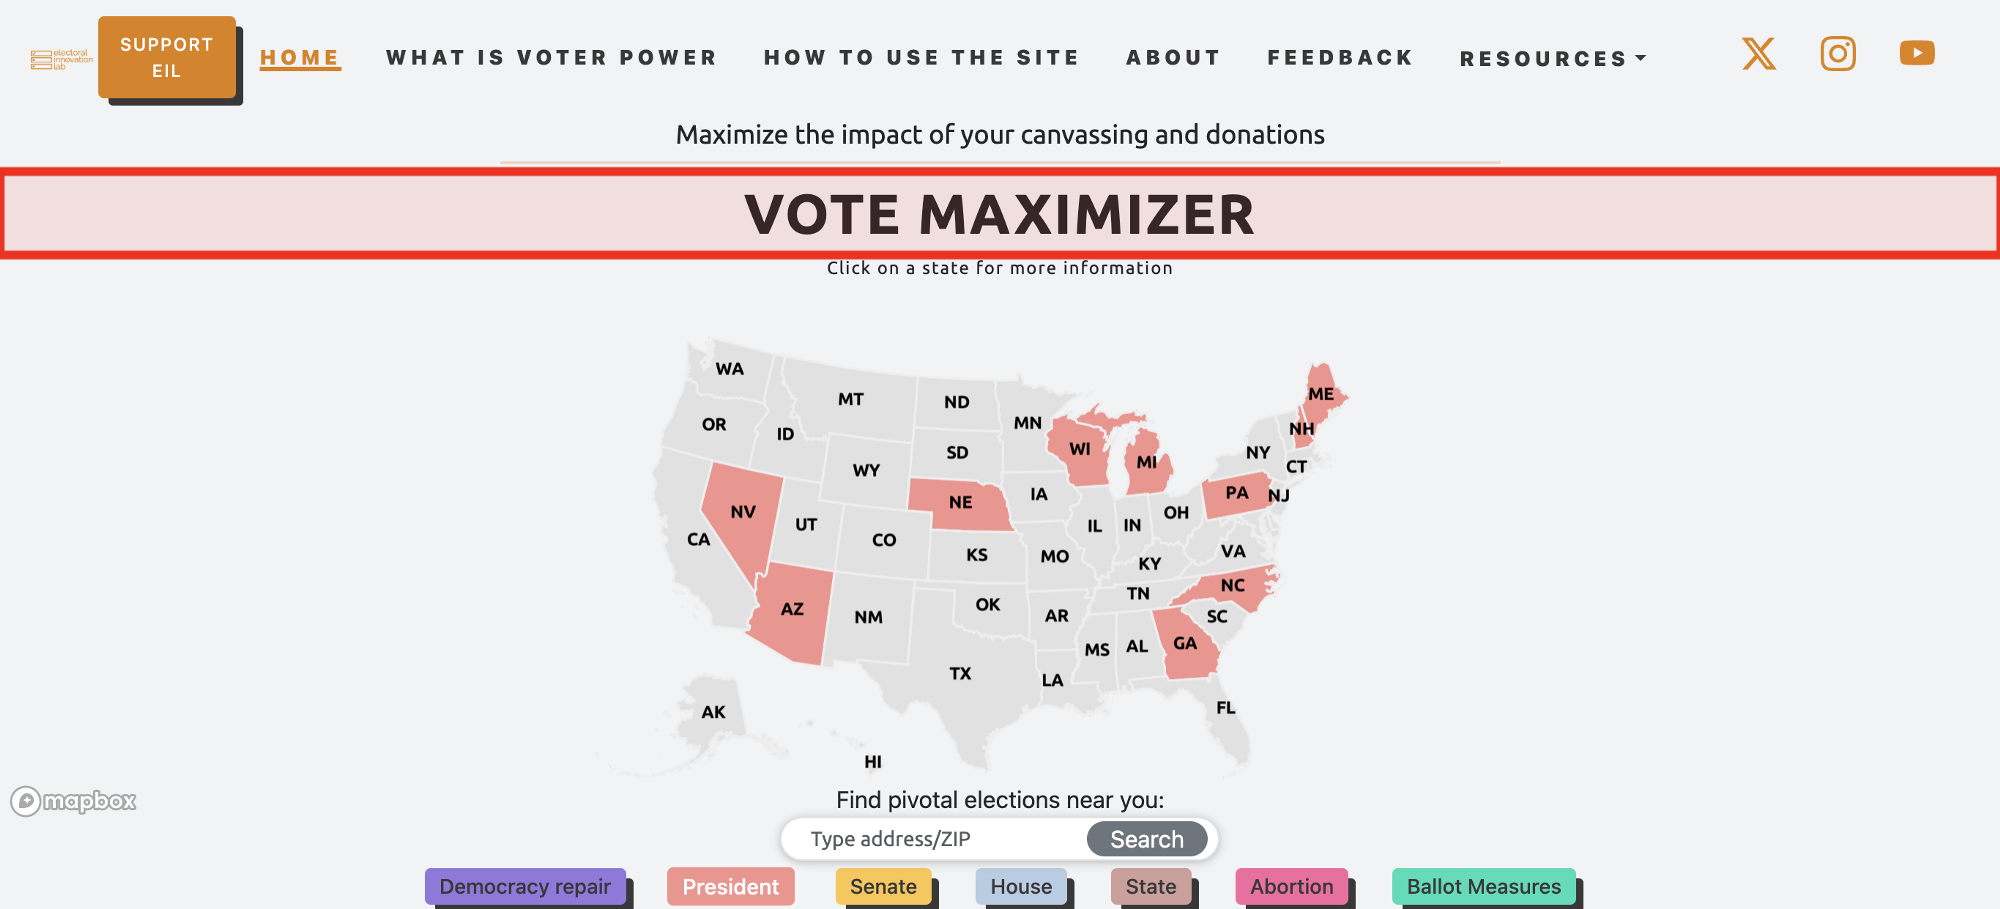 electoral
innovation
lab
SUPPORT
EIL
HOME
WHAT IS VOTER POWER
HOW TO USE THE SITE
ABOUT
FEEDBACK
RESOURCES
Maximize the impact of your canvassing and donations
VOTE MAXIMIZER
Click on a state for more information
WA
MT
ND
MN
ME
OR
ID
SD
WI
MI
NH
NY
CT
WY
NE
IA
PA
NJ
NV
UT
CO
IL
IN
OH
CA
KS
MO
KY
VA
AZ
NM
OK
AR
TN
NC
SC
TX
LA
MS
AL
GA
AK
FL
HI
mapbox
Find pivotal elections near you:
Type address/ZIP
Search
Democracy repair
President
Senate
House
State
Abortion
Ballot Measures